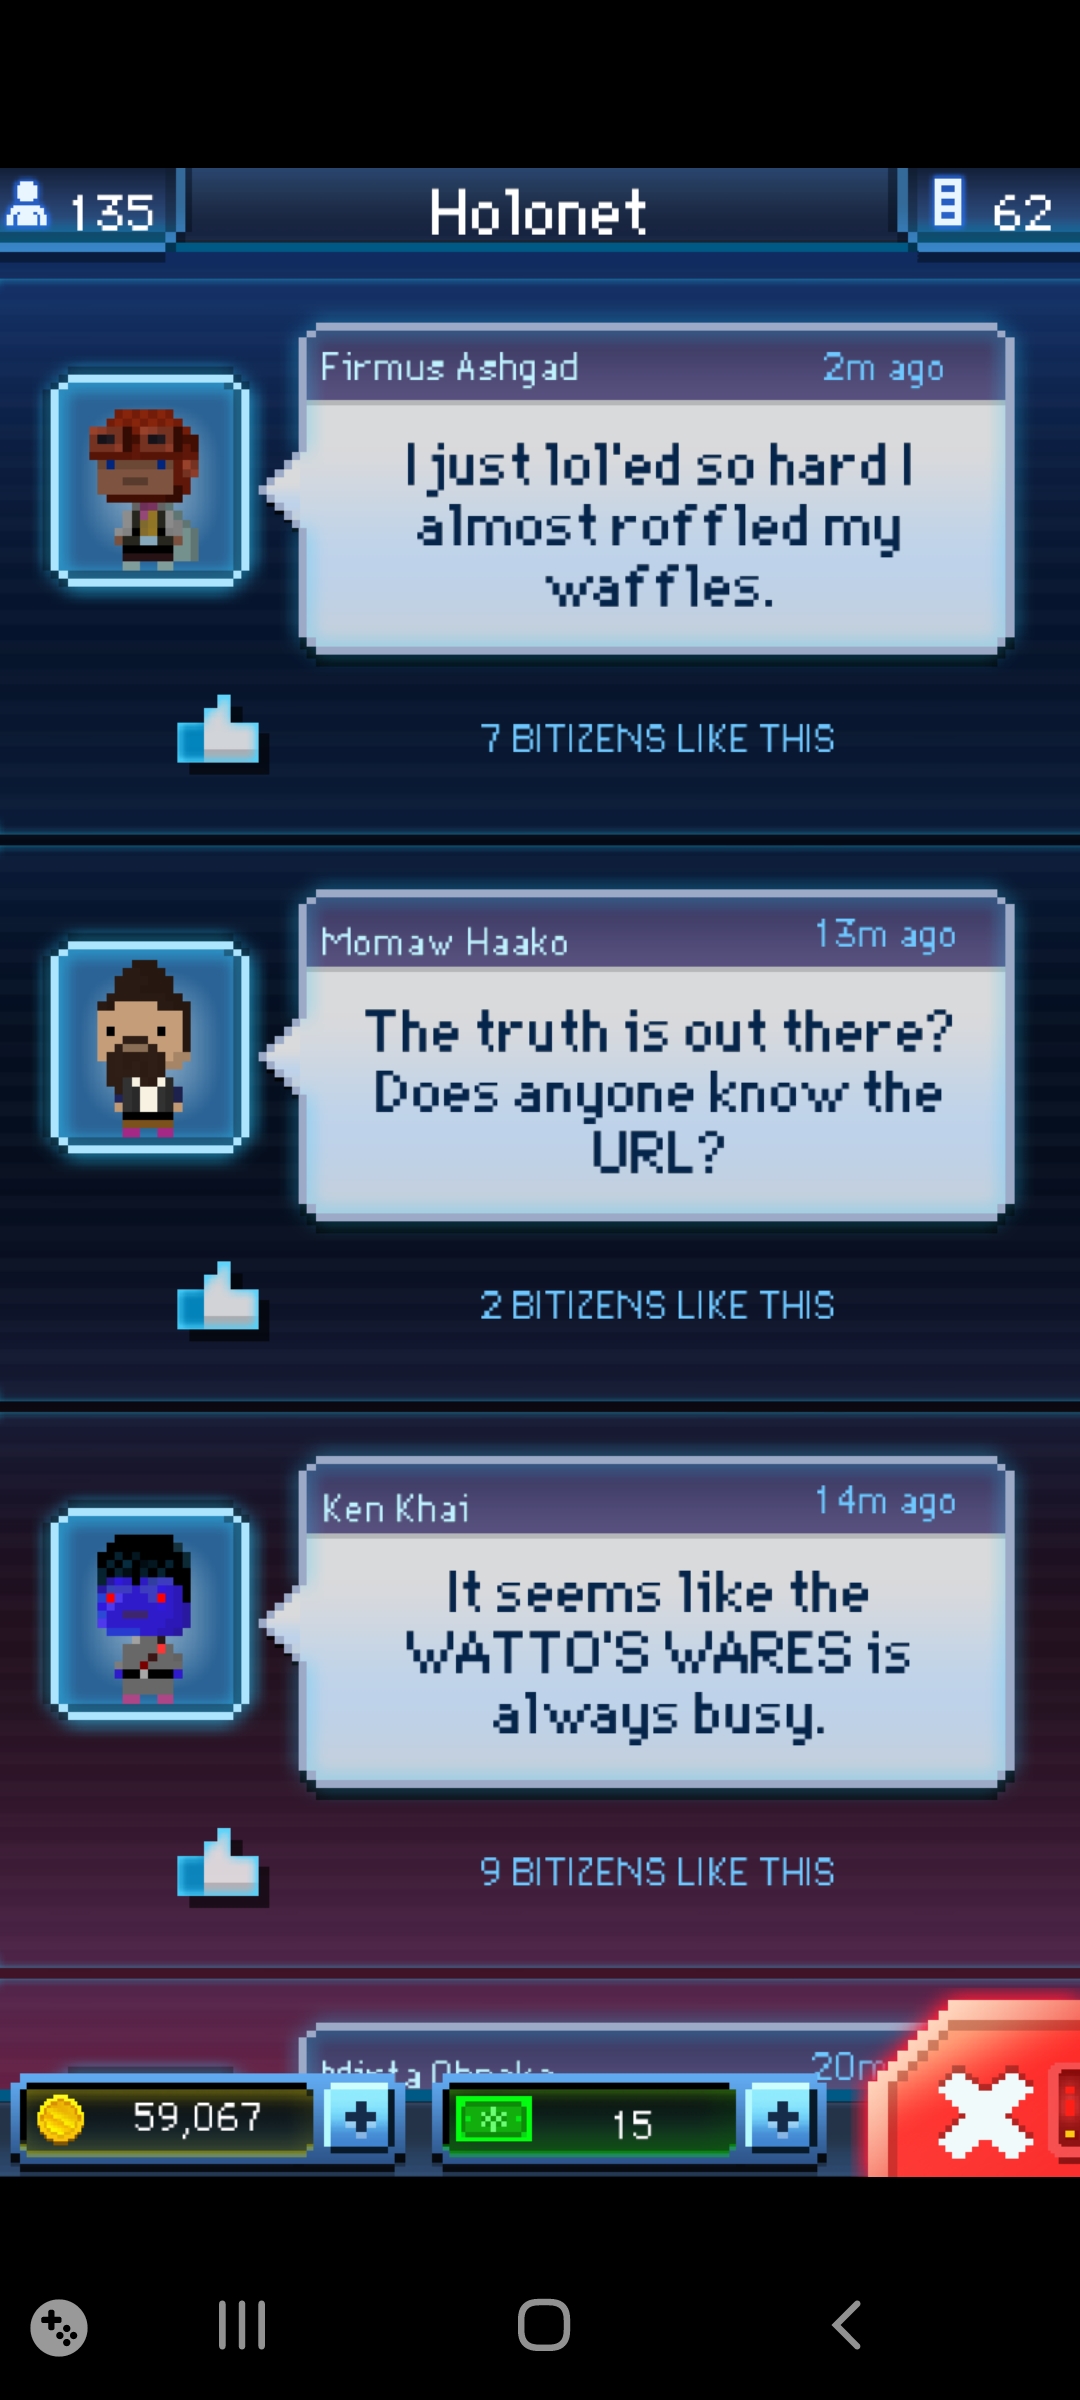 135
Holonet
62
Firmus Ashgad
2m ago
I just lol'ed so hard I
almost roffled my
waffles.
7 BITIZENS LIKE THIS
Momaw Haako
13m ago
The truth is out there?
Does anyone know the
URL?
2 BITIZENS LIKE THIS
Ken Khai
14m ago
It seems like the
WATTO'S WARES is
always busy.
9 BITIZENS LIKE THIS
20m
59,067
15